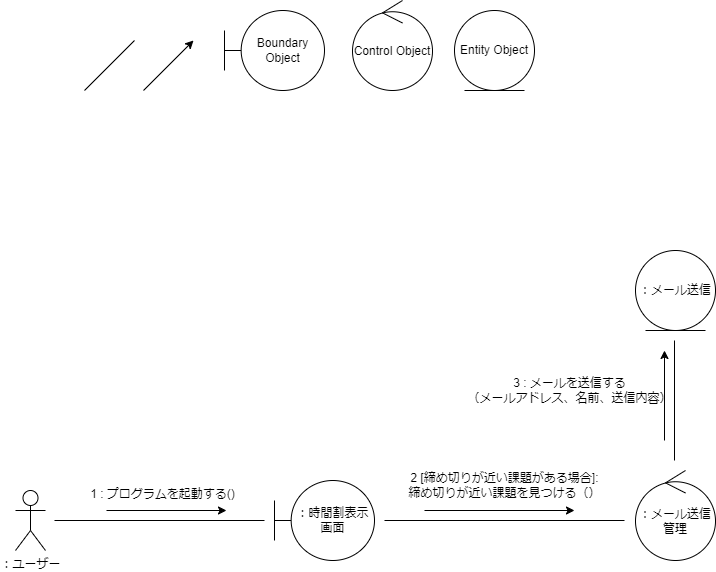 Boundary
Object
Control Object
Entity Object
：メール送信
3 : メールを送信する
（メールアドレス、名前、送信内容）
1 : プログラムを起動する()
2 [締め切りが近い課題がある場合]:
締め切りが近い課題を見つける（）
：時間割表示
画面
：メール送信
管理
：ユーザー